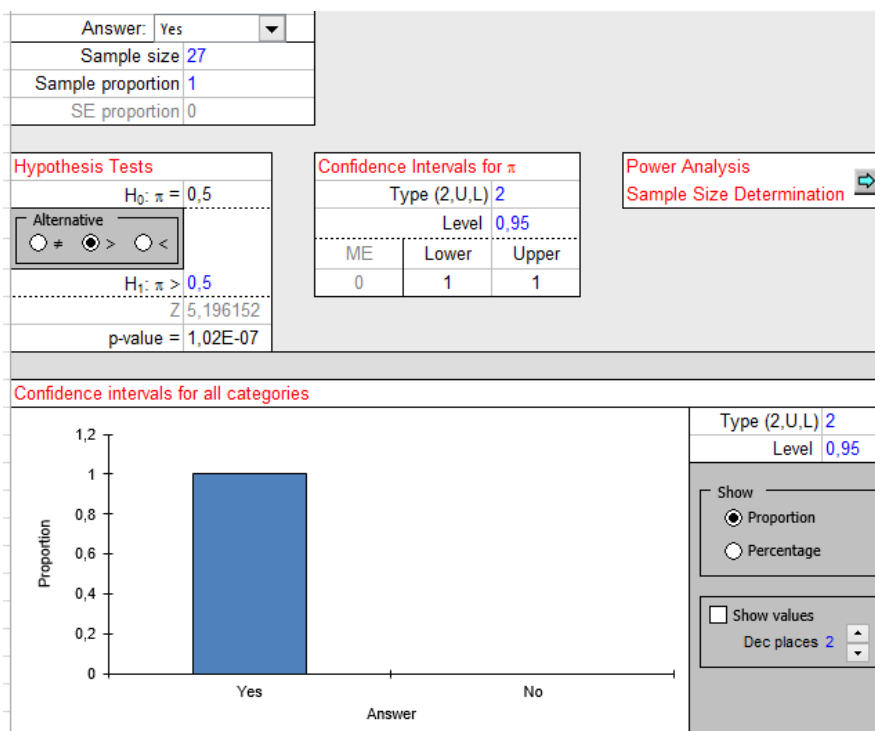 Answer: Yes
Sample size 27
Sample proportion 1
SE proportion 0
Hypothesis Tests
H₀: π = 0,5
Alternative
≠ > <
H₁: π > 0,5
Z 5,196152
p-value = 1,02E-07
Confidence Intervals for π
Type (2,U,L) 2
Level 0,95
ME Lower Upper
0 1 1
Power Analysis
Sample Size Determination
Confidence intervals for all categories
1,2
1
0,8
0,6
0,4
0,2
0
Proportion
Yes No
Answer
Type (2,U,L) 2
Level 0,95
Show
Proportion
Percentage
Show values
Dec places 2